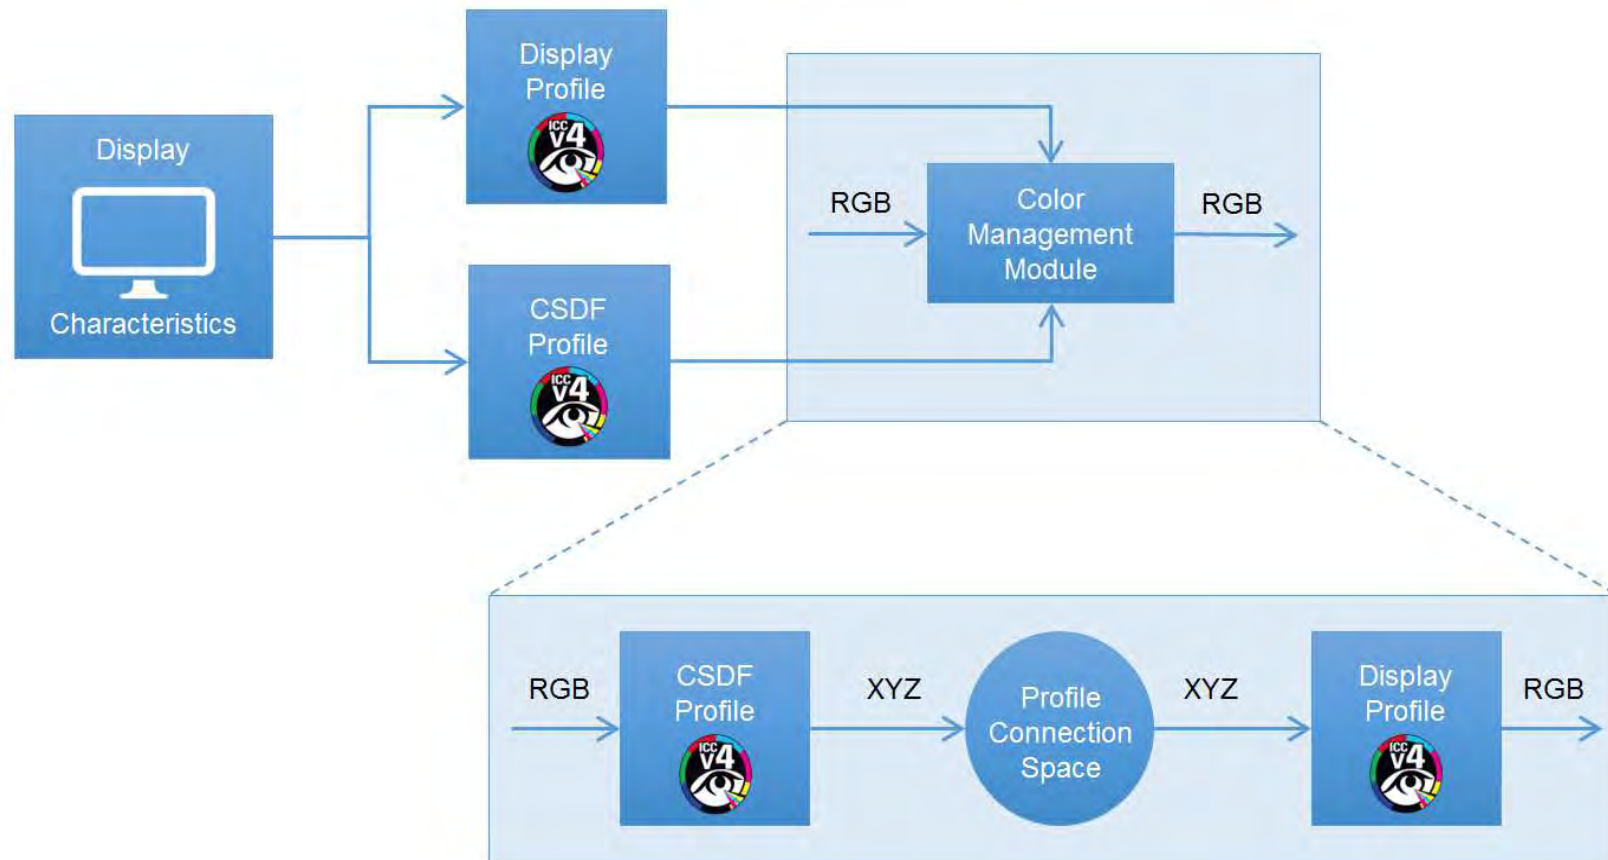 Display
Characteristics
Display
Profile
ICC
V4
CSDF
Profile
ICC
V4
RGB
Color
Management
Module
RGB
RGB
CSDF
Profile
ICC
V4
XYZ
Profile
Connection
Space
XYZ
Display
Profile
ICC
V4
RGB